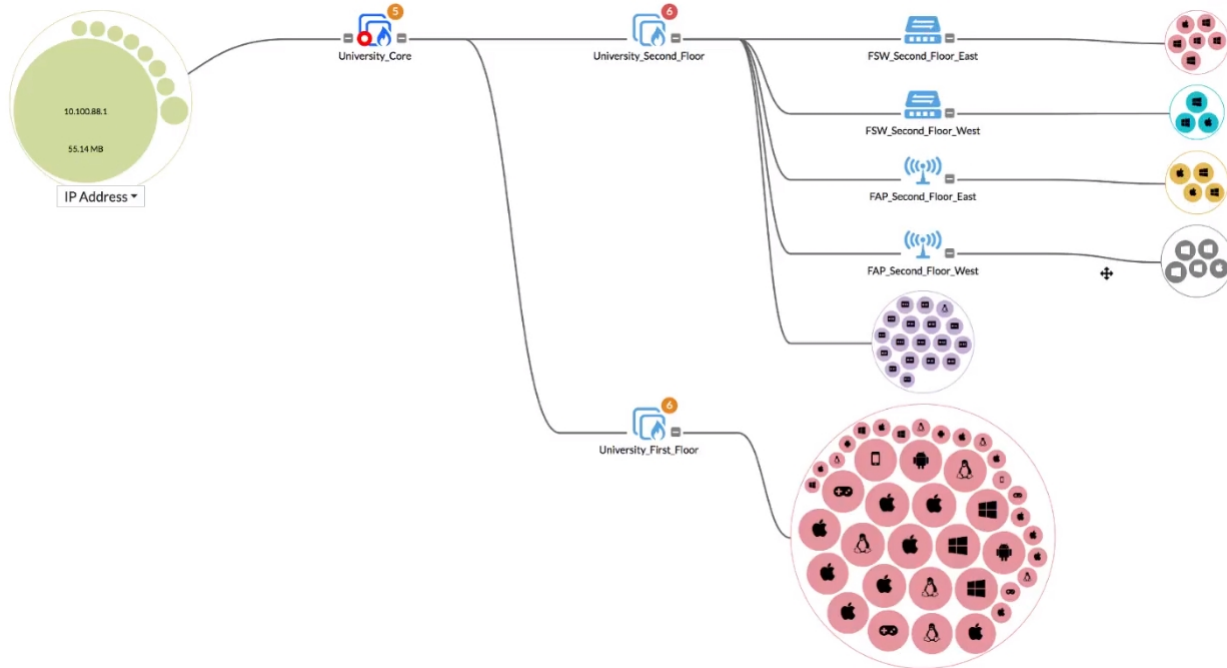 5
University_Core
6
University_Second_Floor
FSW_Second_Floor_East
10.100.88.1
55.14 MB
IP Address
FSW_Second_Floor_West
FAP_Second_Floor_East
FAP_Second_Floor_West
6
University_First_Floor